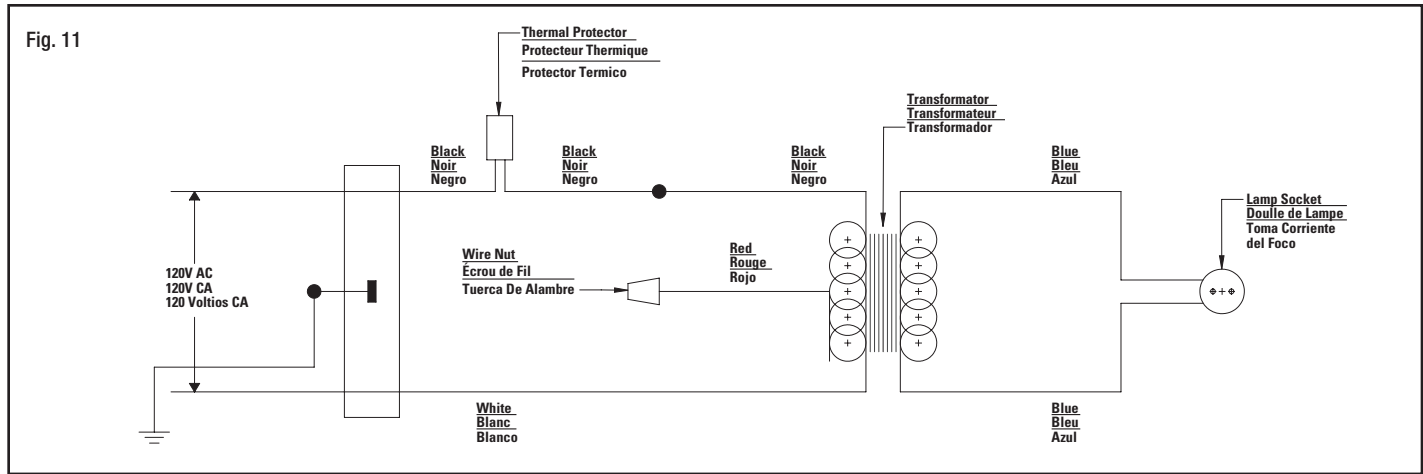 Fig. 11
Thermal Protector
Protecteur Thermique
Protector Termico
Transformator
Transformateur
Transformador
Black
Noir
Negro
Black
Noir
Negro
Black
Noir
Negro
Blue
Bleu
Azul
Lamp Socket
Doulle de Lampe
Toma Corriente
del Foco
Wire Nut
Écrou de Fil
Tuerca De Alambre
Red
Rouge
Rojo
120V AC
120V CA
120 Voltios CA
White
Blanc
Blanco
Blue
Bleu
Azul